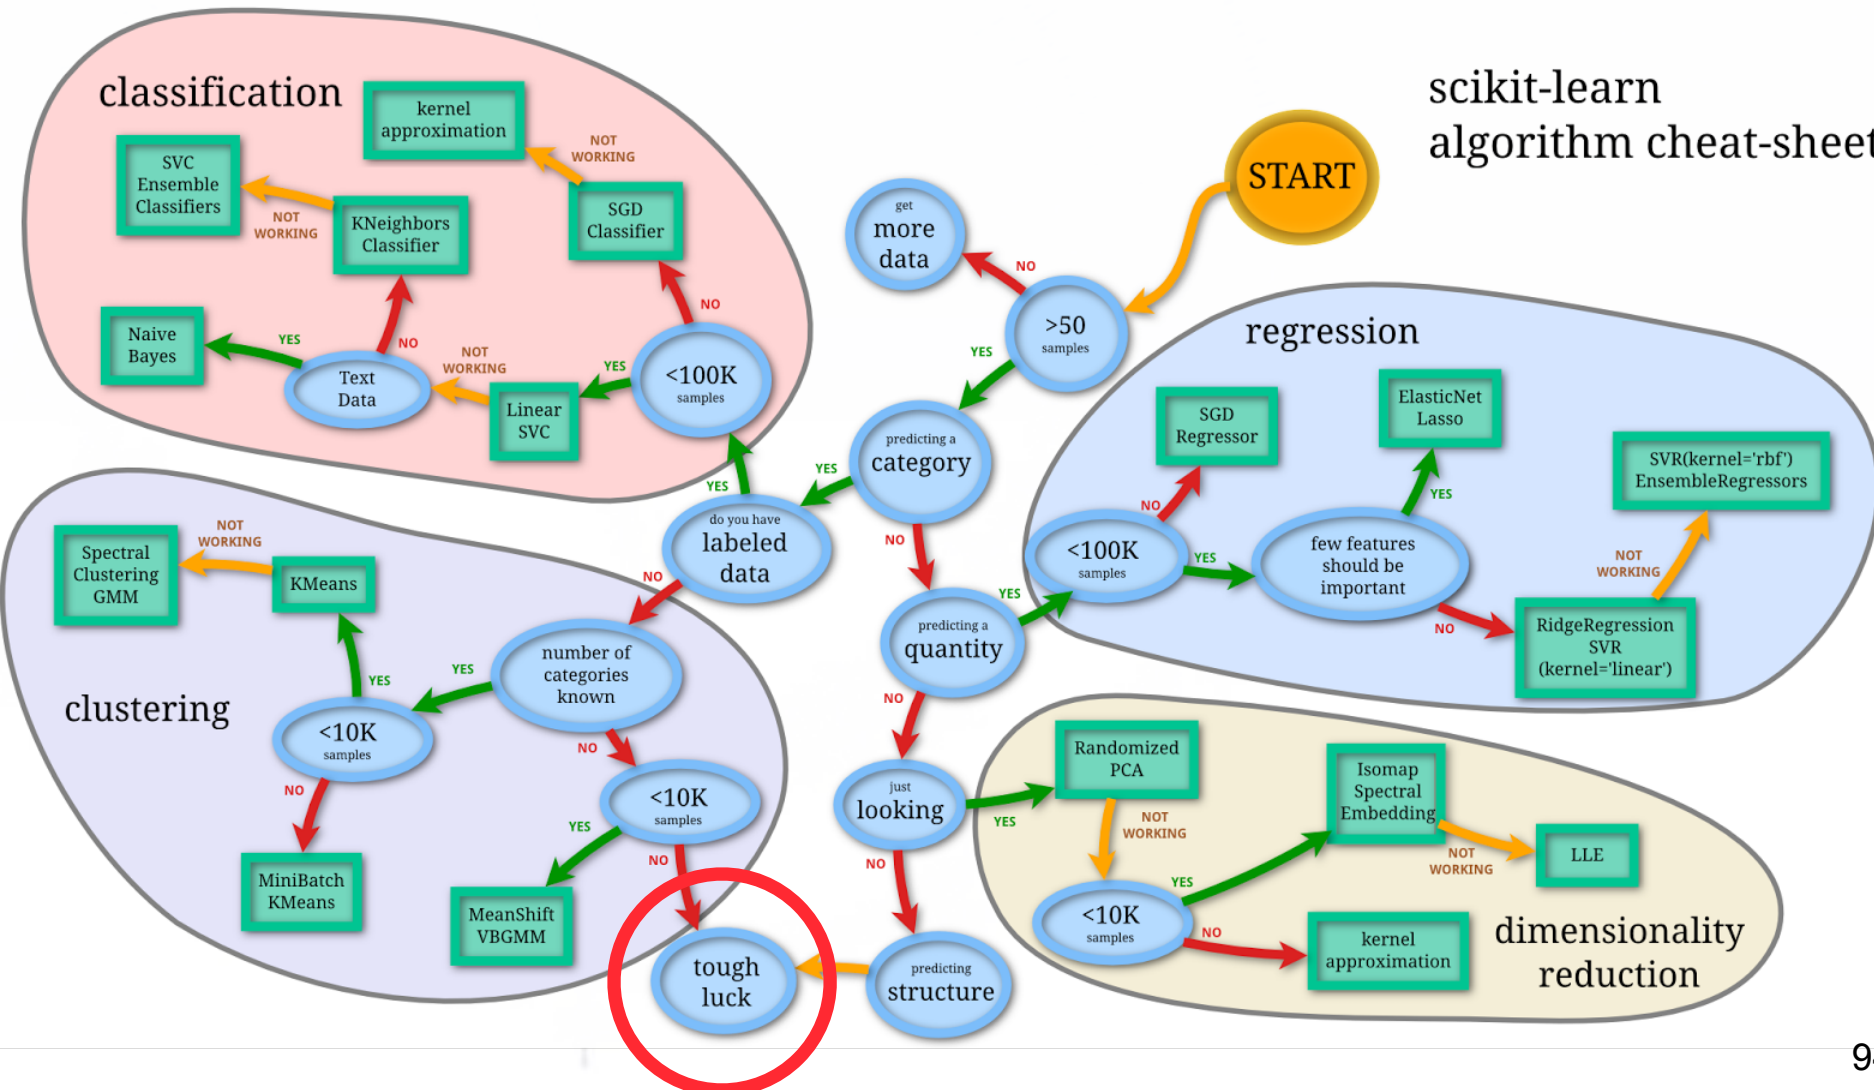 scikit-learn
algorithm cheat-sheet
START
classification
kernel
approximation
NOT
WORKING
SVC
Ensemble
Classifiers
NOT
WORKING
KNeighbors
Classifier
SGD
Classifier
NO
Naive
Bayes
YES
NO
Text
Data
NOT
WORKING
Linear
SVC
YES
<100K
samples
get
more
data
NO
>50
samples
YES
predicting a
category
YES
NO
YES
do you have
labeled
data
NO
predicting a
quantity
YES
NO
just
looking
YES
NO
predicting
structure
tough
luck
regression
SGD
Regressor
NO
<100K
samples
YES
ElasticNet
Lasso
YES
few features
should be
important
NO
SVR(kernel='rbf')
EnsembleRegressors
NOT
WORKING
RidgeRegression
SVR
(kernel='linear')
clustering
Spectral
Clustering
GMM
NOT
WORKING
KMeans
YES
<10K
samples
NO
MiniBatch
KMeans
YES
number of
categories
known
NO
<10K
samples
YES
NO
MeanShift
VBGMM
Randomized
PCA
NOT
WORKING
<10K
samples
YES
NO
Isomap
Spectral
Embedding
NOT
WORKING
LLE
kernel
approximation
dimensionality
reduction